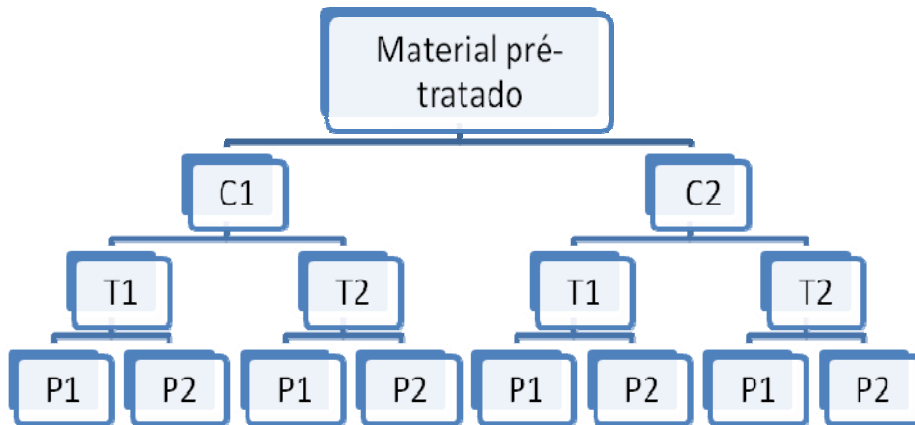 Material pré-
tratado
C1 C2
T1 T2 T1 T2
P1 P2 P1 P2 P1 P2 P1 P2